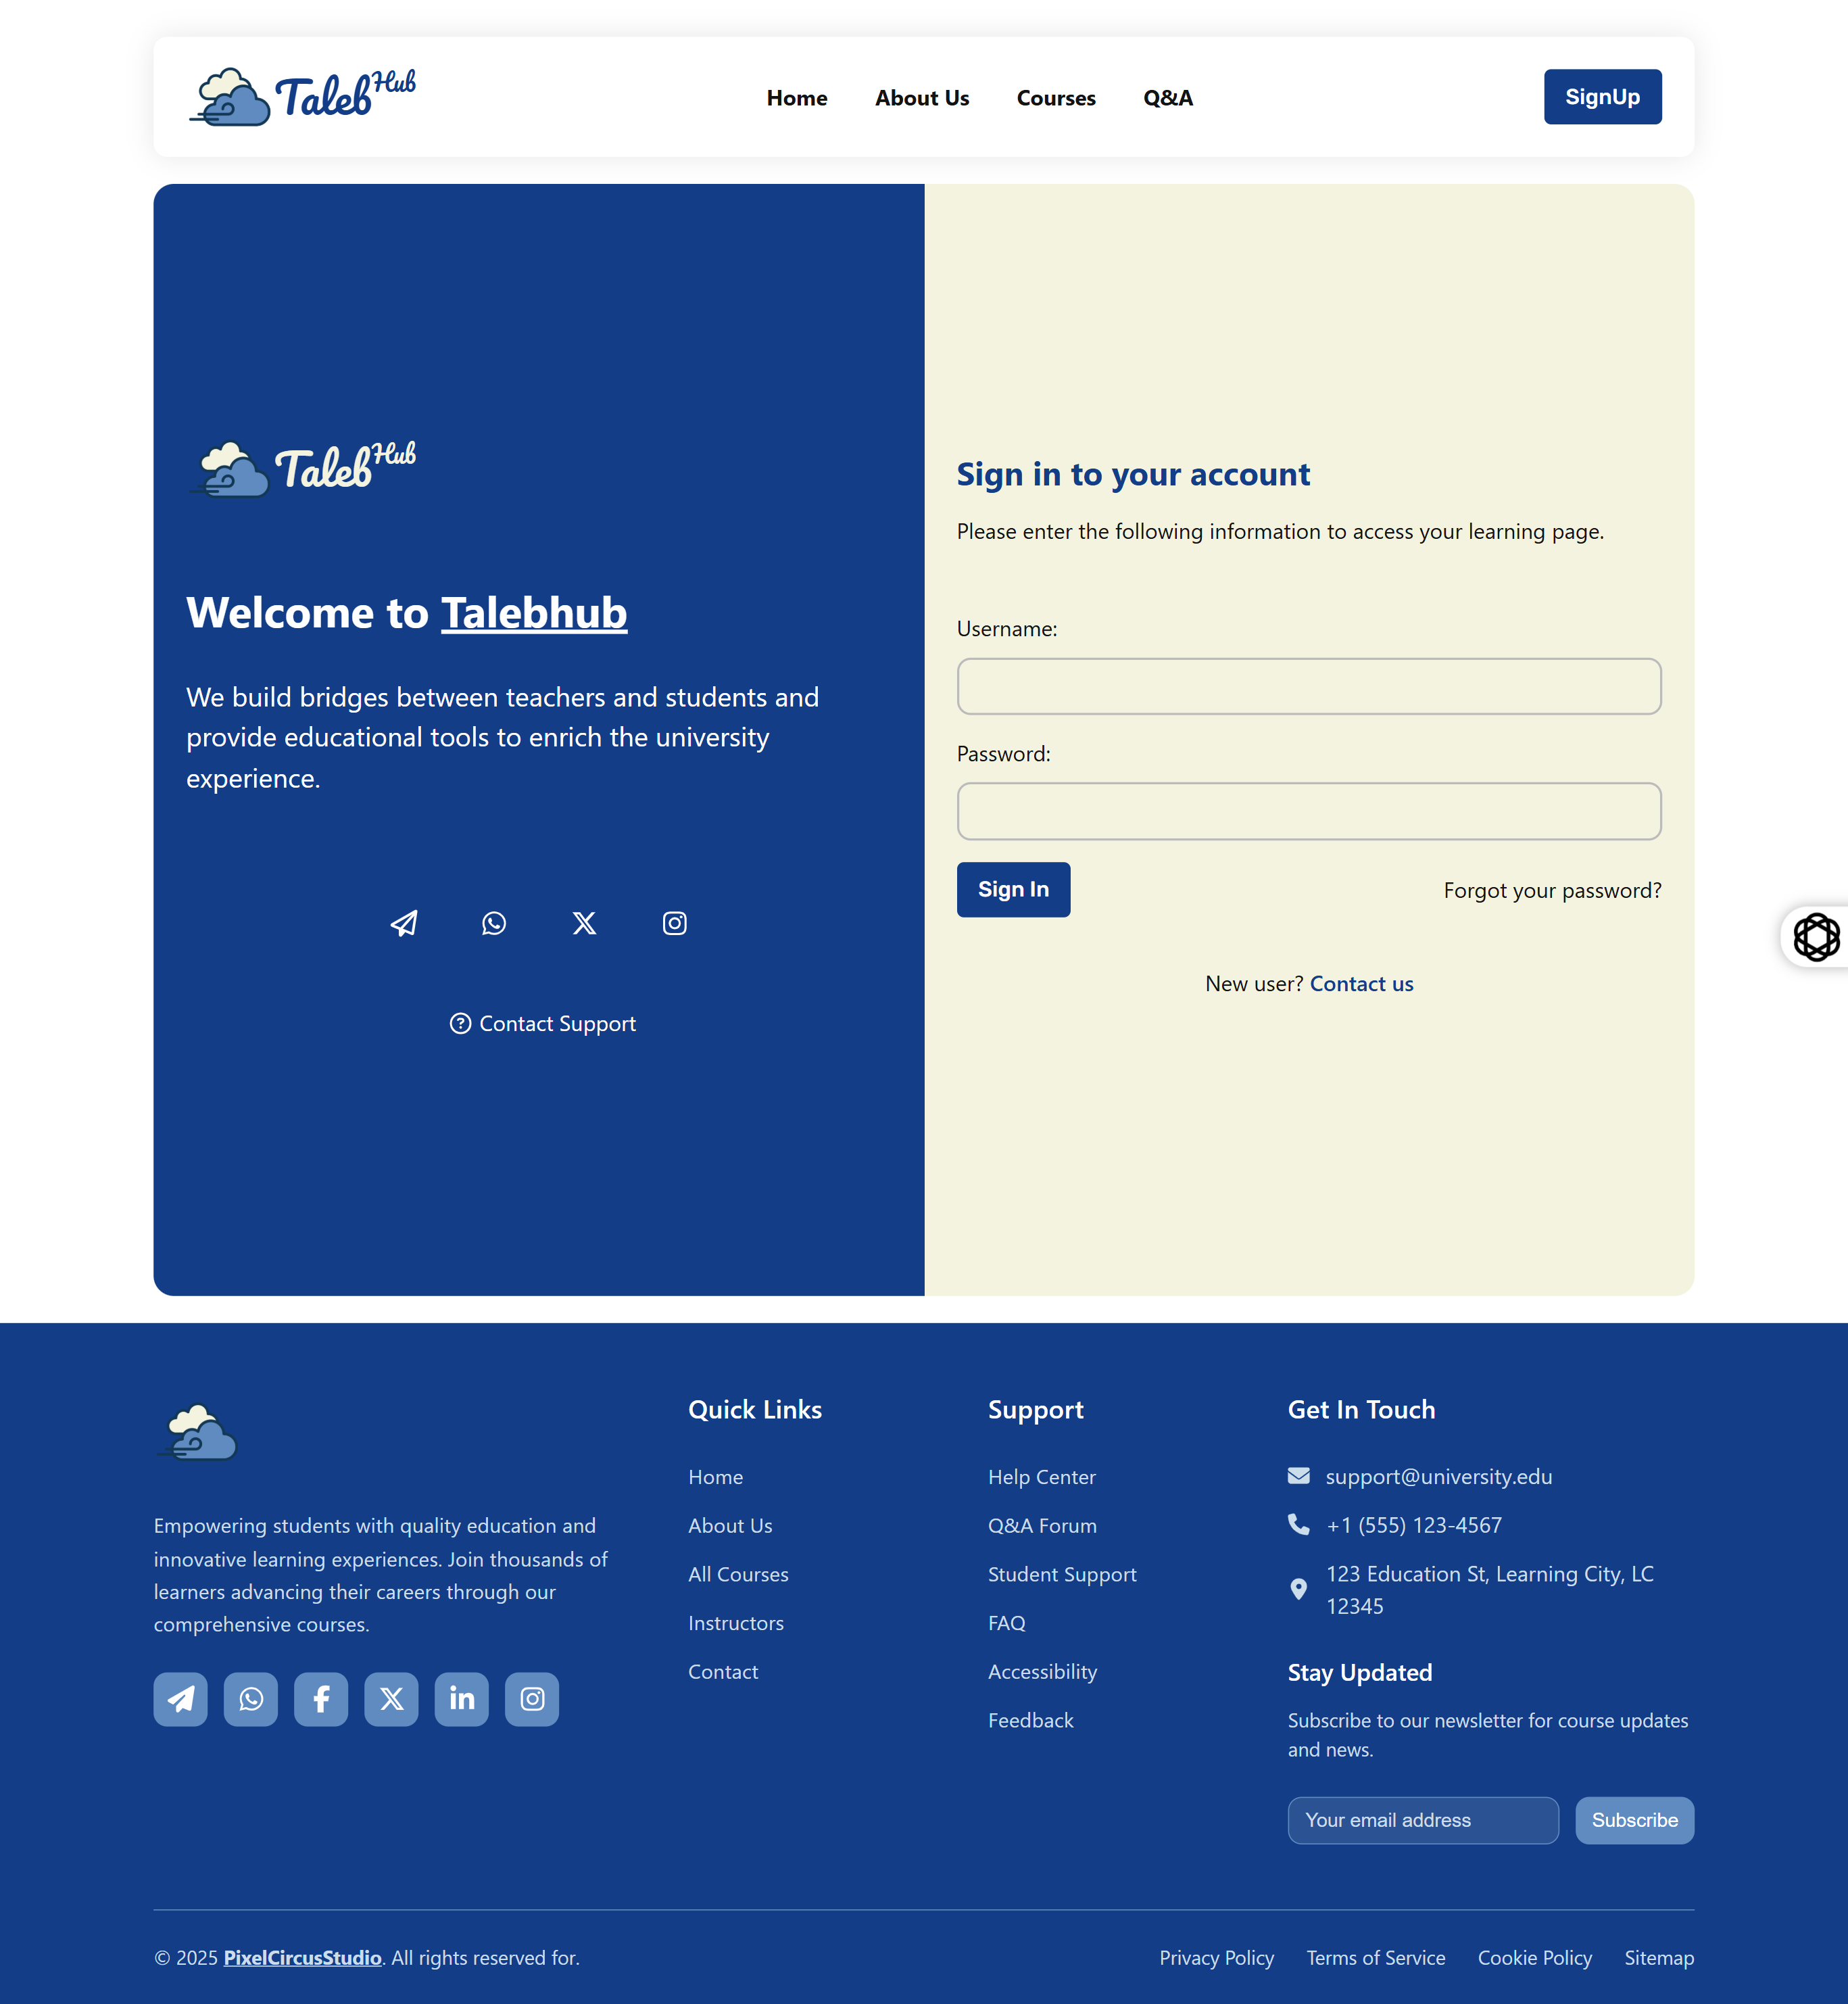 Taleb Hub
Home
About Us
Courses
Q&A
SignUp
Taleb Hub
Welcome to Talebhub
We build bridges between teachers and students and
provide educational tools to enrich the university
experience.
Contact Support
Sign in to your account
Please enter the following information to access your learning page.
Username:
Password:
Sign In
Forgot your password?
New user? Contact us
Empowering students with quality education and
innovative learning experiences. Join thousands of
learners advancing their careers through our
comprehensive courses.
Quick Links
Home
About Us
All Courses
Instructors
Contact
Support
Help Center
Q&A Forum
Student Support
FAQ
Accessibility
Feedback
Get In Touch
support@university.edu
+1 (555) 123-4567
123 Education St, Learning City, LC
12345
Stay Updated
Subscribe to our newsletter for course updates
and news.
Your email address
Subscribe
© 2025 PixelCircusStudio. All rights reserved for.
Privacy Policy
Terms of Service
Cookie Policy
Sitemap